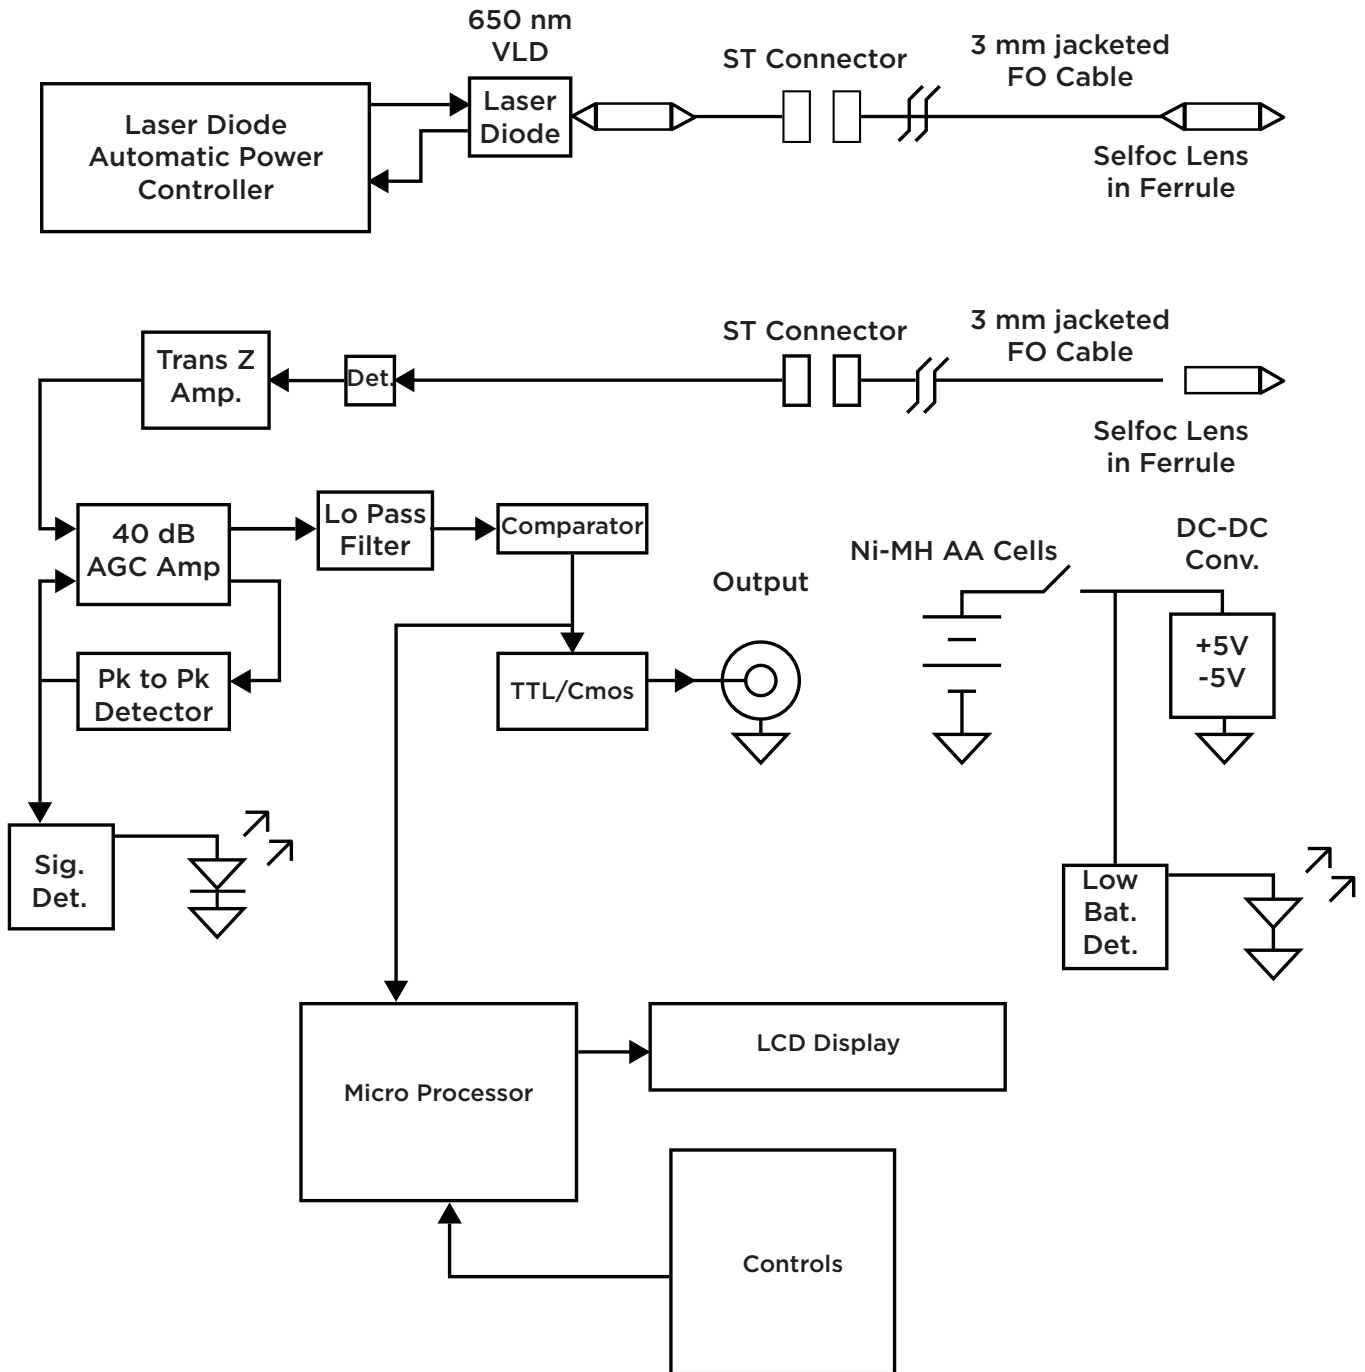 650 nm
VLD
ST Connector
3 mm jacketed
FO Cable
Laser Diode
Automatic Power
Controller
Laser
Diode
Selfoc Lens
in Ferrule
ST Connector
3 mm jacketed
FO Cable
Trans Z
Amp.
Det.
Selfoc Lens
in Ferrule
40 dB
AGC Amp
Lo Pass
Filter
Comparator
Ni-MH AA Cells
DC-DC
Conv.
Output
+5V
-5V
Pk to Pk
Detector
TTL/Cmos
Sig.
Det.
Low
Bat.
Det.
Micro Processor
LCD Display
Controls